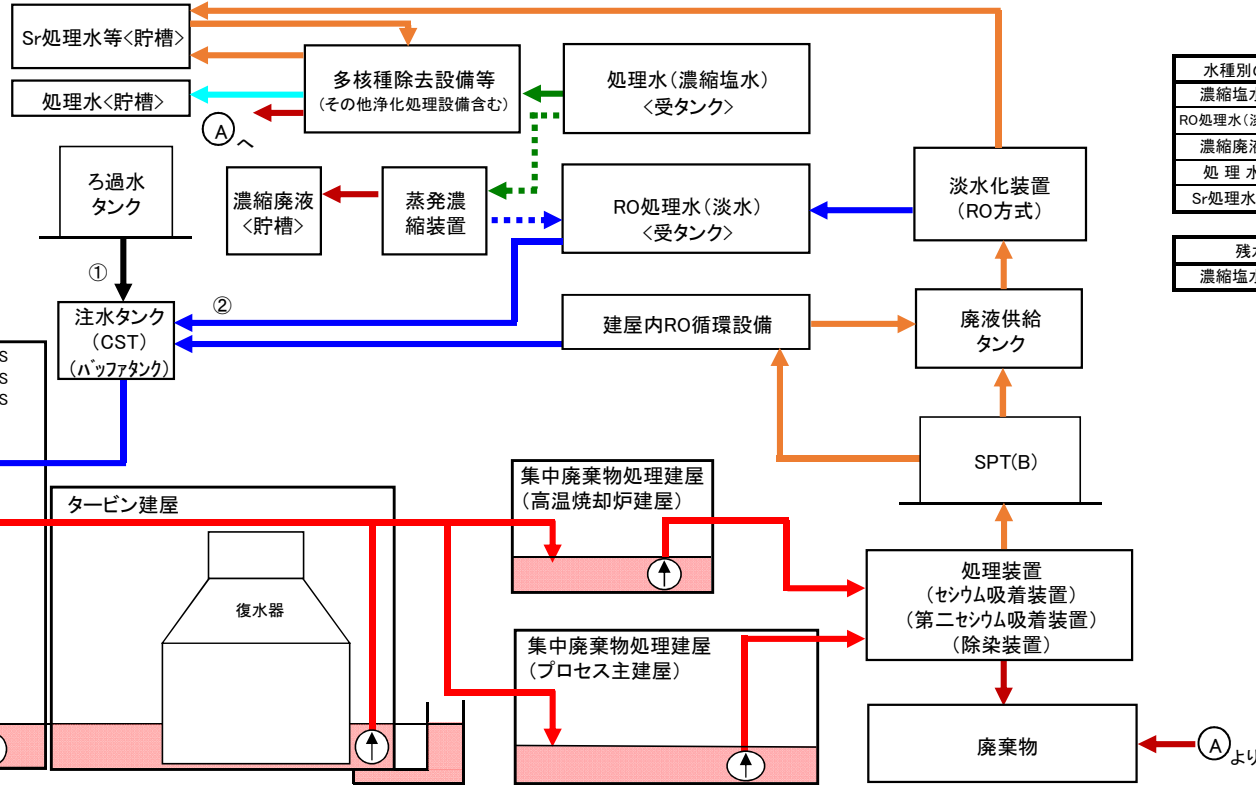 Sr処理水等<貯槽>
処理水<貯槽>
多核種除去設備等
(その他浄化処理設備含む)
Aへ
処理水(濃縮塩水)
<受タンク>
ろ過水
タンク
濃縮廃液
<貯槽>
蒸発濃
縮装置
RO処理水(淡水)
<受タンク>
淡水化装置
(RO方式)
水種別
濃縮塩水
RO処理水(淡
濃縮廃液
処 理 水
Sr処理水
残水
濃縮塩水
①
②
注水タンク
(CST)
(バッファタンク)
建屋内RO循環設備
廃液供給
タンク
SPT(B)
S
S
S
タービン建屋
復水器
集中廃棄物処理建屋
(高温焼却炉建屋)
集中廃棄物処理建屋
(プロセス主建屋)
処理装置
(セシウム吸着装置)
(第二セシウム吸着装置)
(除染装置)
廃棄物
Aより